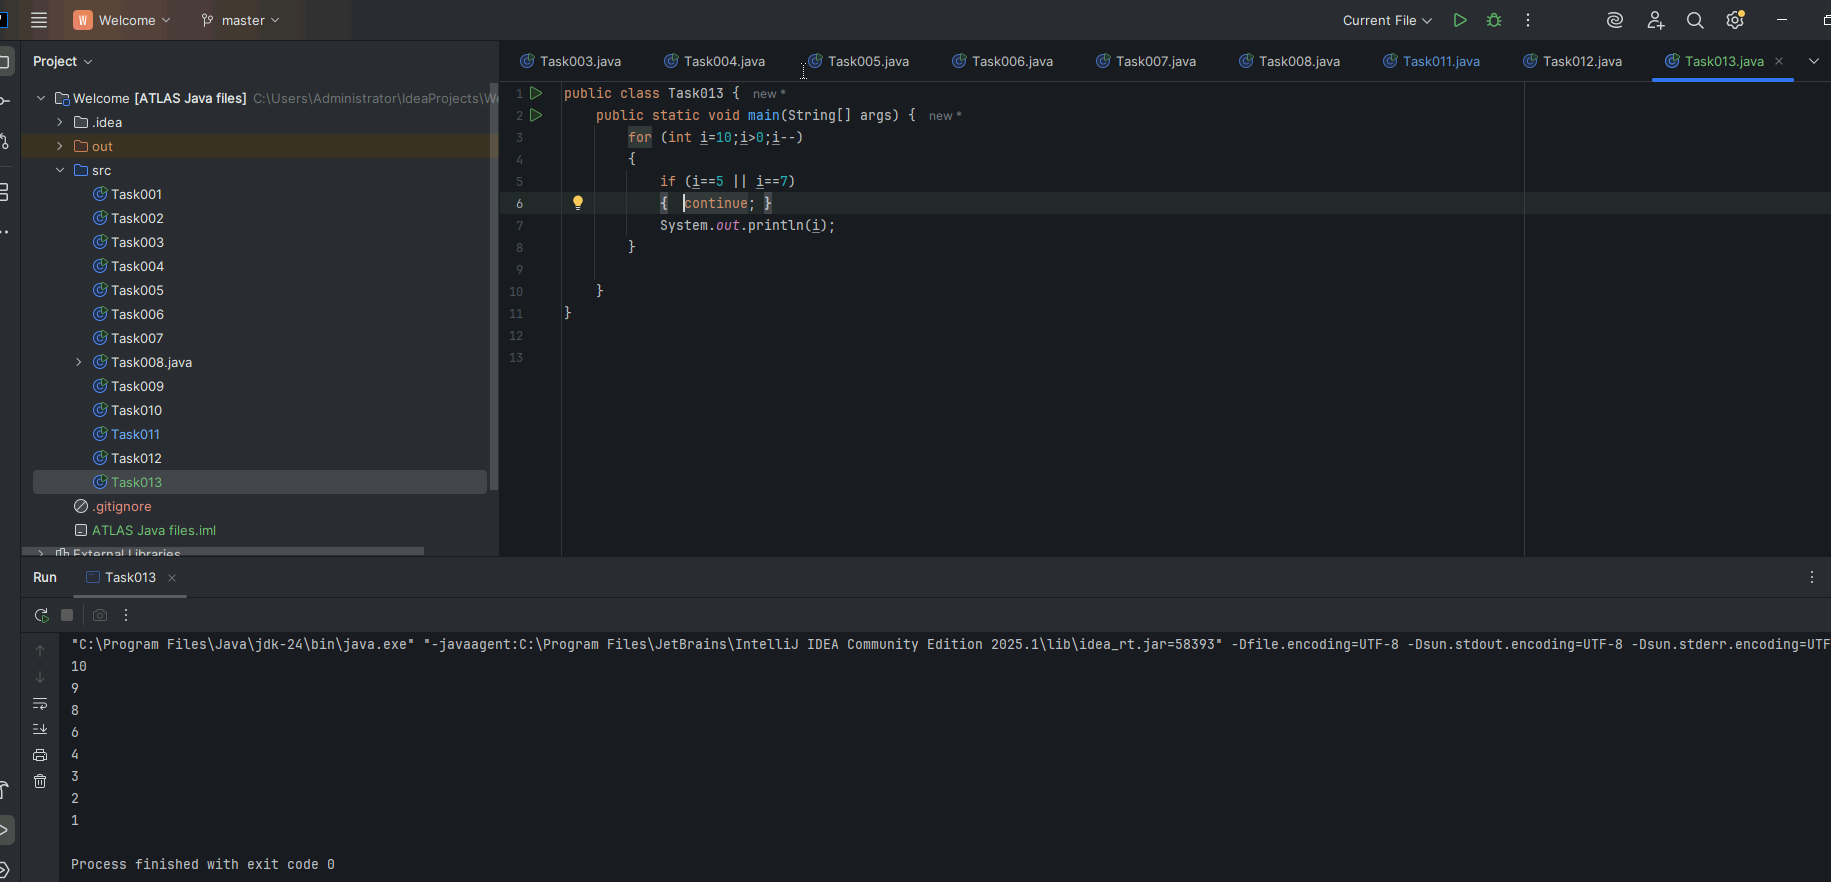 W Welcome master Current File
Project
Task003.java Task004.java Task005.java Task006.java Task007.java Task008.java Task011.java Task012.java Task013.java
Welcome [ATLAS Java files] C:\Users\Administrator\IdeaProjects\We
.idea
out
src
Task001
Task002
Task003
Task004
Task005
Task006
Task007
Task008.java
Task009
Task010
Task011
Task012
Task013
.gitignore
ATLAS Java files.iml
External Libraries
1 public class Task013 { new *
2 public static void main(String[] args) { new *
3 for (int i=10;i>0;i--)
4 {
5 if (i==5 || i==7)
6 { continue; }
7 System.out.println(i);
8 }
9
10 }
11 }
12
13
Run Task013
"C:\Program Files\Java\jdk-24\bin\java.exe" "-javaagent:C:\Program Files\JetBrains\IntelliJ IDEA Community Edition 2025.1\lib\idea_rt.jar=58393" -Dfile.encoding=UTF-8 -Dsun.stdout.encoding=UTF-8 -Dsun.stderr.encoding=UTF
10
9
8
6
4
3
2
1
Process finished with exit code 0